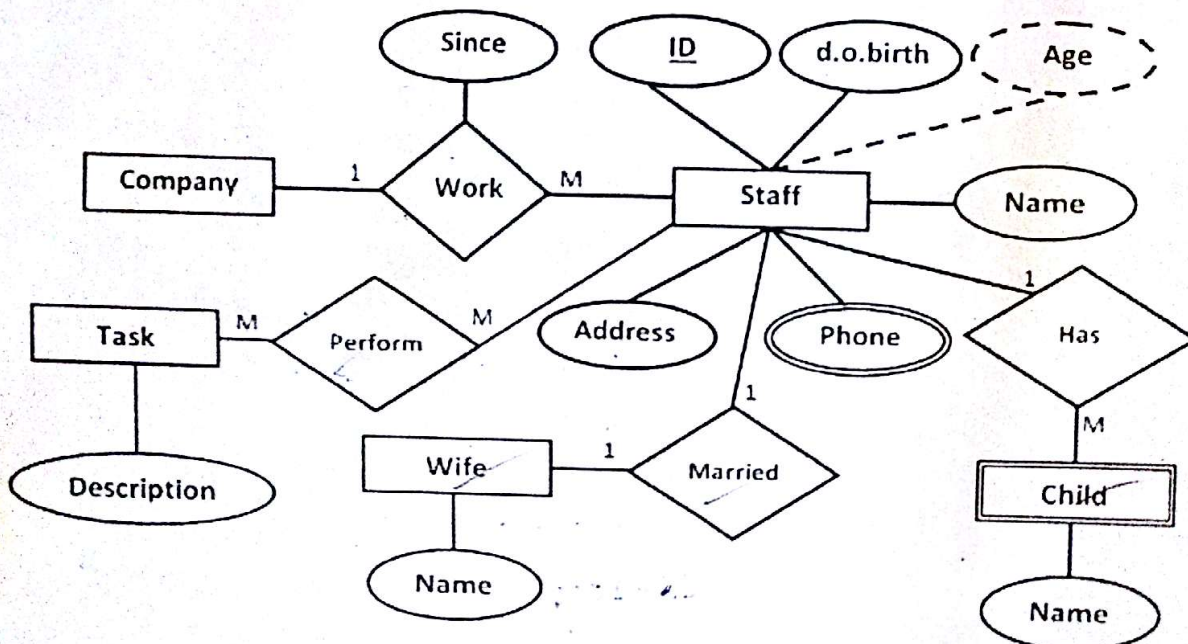 Since
ID
d.o.birth
Age
Company
1
Work
M
Staff
Name
Task
M
Perform
M
Address
Phone
1
Has
M
Child
Name
1
Married
1
Wife
Name
Description